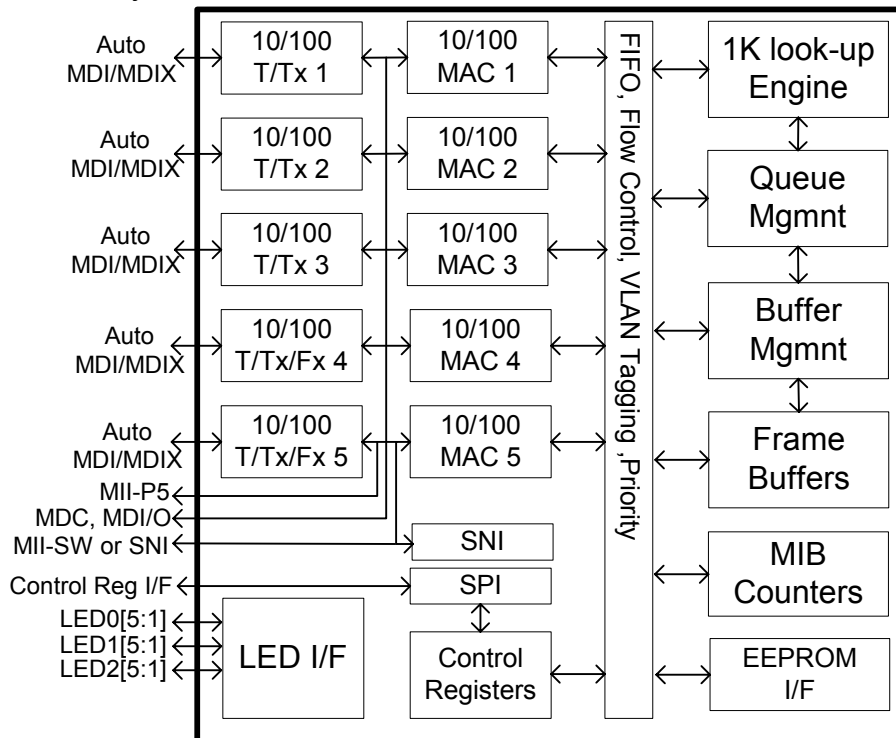 Auto
MDI/MDIX
10/100
T/Tx 1
10/100
MAC 1
1K look-up
Engine
Auto
MDI/MDIX
10/100
T/Tx 2
10/100
MAC 2
Queue
Mgmnt
Auto
MDI/MDIX
10/100
T/Tx 3
10/100
MAC 3
Buffer
Mgmnt
Auto
MDI/MDIX
10/100
T/Tx/Fx 4
10/100
MAC 4
Frame
Buffers
Auto
MDI/MDIX
10/100
T/Tx/Fx 5
10/100
MAC 5
FIFO, Flow Control, VLAN Tagging ,Priority
MII-P5
MDC, MDI/O
MII-SW or SNI
SNI
MIB
Counters
Control Reg I/F
SPI
LED0[5:1]
LED1[5:1]
LED2[5:1]
LED I/F
Control
Registers
EEPROM
I/F